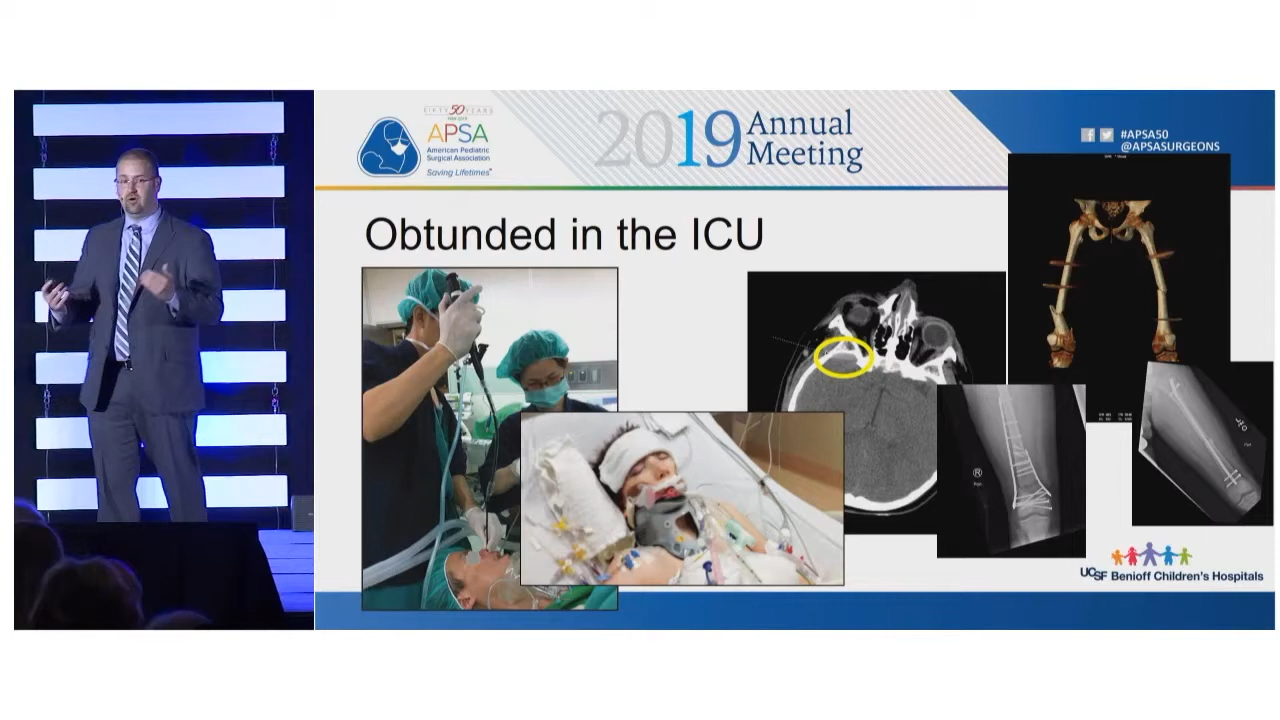 FIFTY 50 YEARS
APSA
American Pediatric
Surgical Association
Saving Lifetimes
2019 Annual
Meeting
#APSA50
@APSASURGEONS
Obtunded in the ICU
R
UCSF Benioff Children's Hospitals